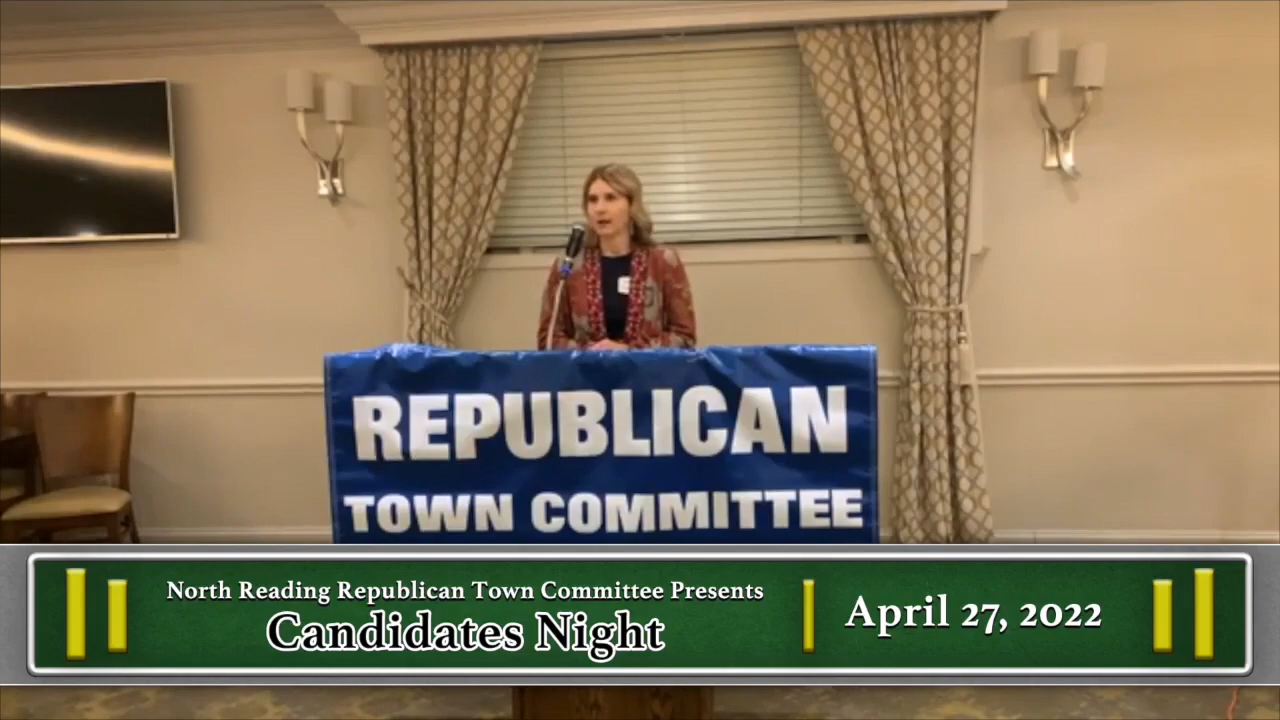 REPUBLICAN
TOWN COMMITTEE
North Reading Republican Town Committee Presents
Candidates Night
April 27, 2022